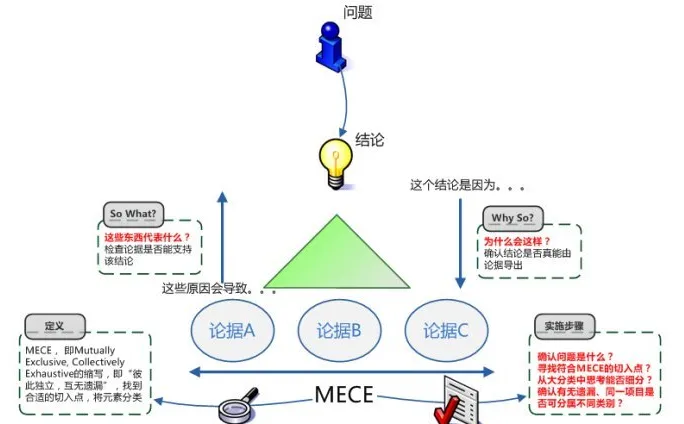 问题
结论
这个结论是因为。。。
So What?
这些东西代表什么？
检查论据是否能支持
该结论
Why So?
为什么会这样？
确认结论是否真能由
论据导出
这些原因会导致。。。
定义
MECE ，即Mutually
Exclusive, Collectively
Exhaustive的缩写，即“彼
此独立，互无遗漏”，找到
合适的切入点，将元素分类
论据A
论据B
论据C
实施步骤
确认问题是什么？
寻找符合MECE的切入点？
从大分类中思考能否细分？
确认有无遗漏、同一项目是
否可分属不同类别？
MECE